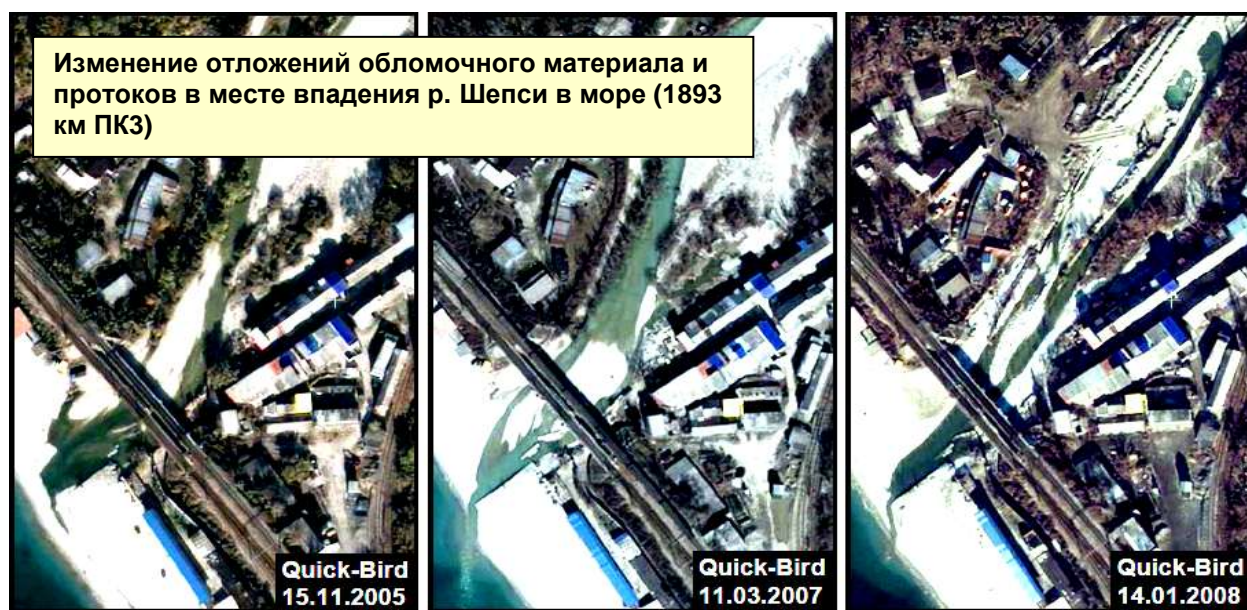 Изменение отложений обломочного материала и
протоков в месте впадения р. Шепси в море (1893
км ПК3)
Quick-Bird
15.11.2005
Quick-Bird
11.03.2007
Quick-Bird
14.01.2008